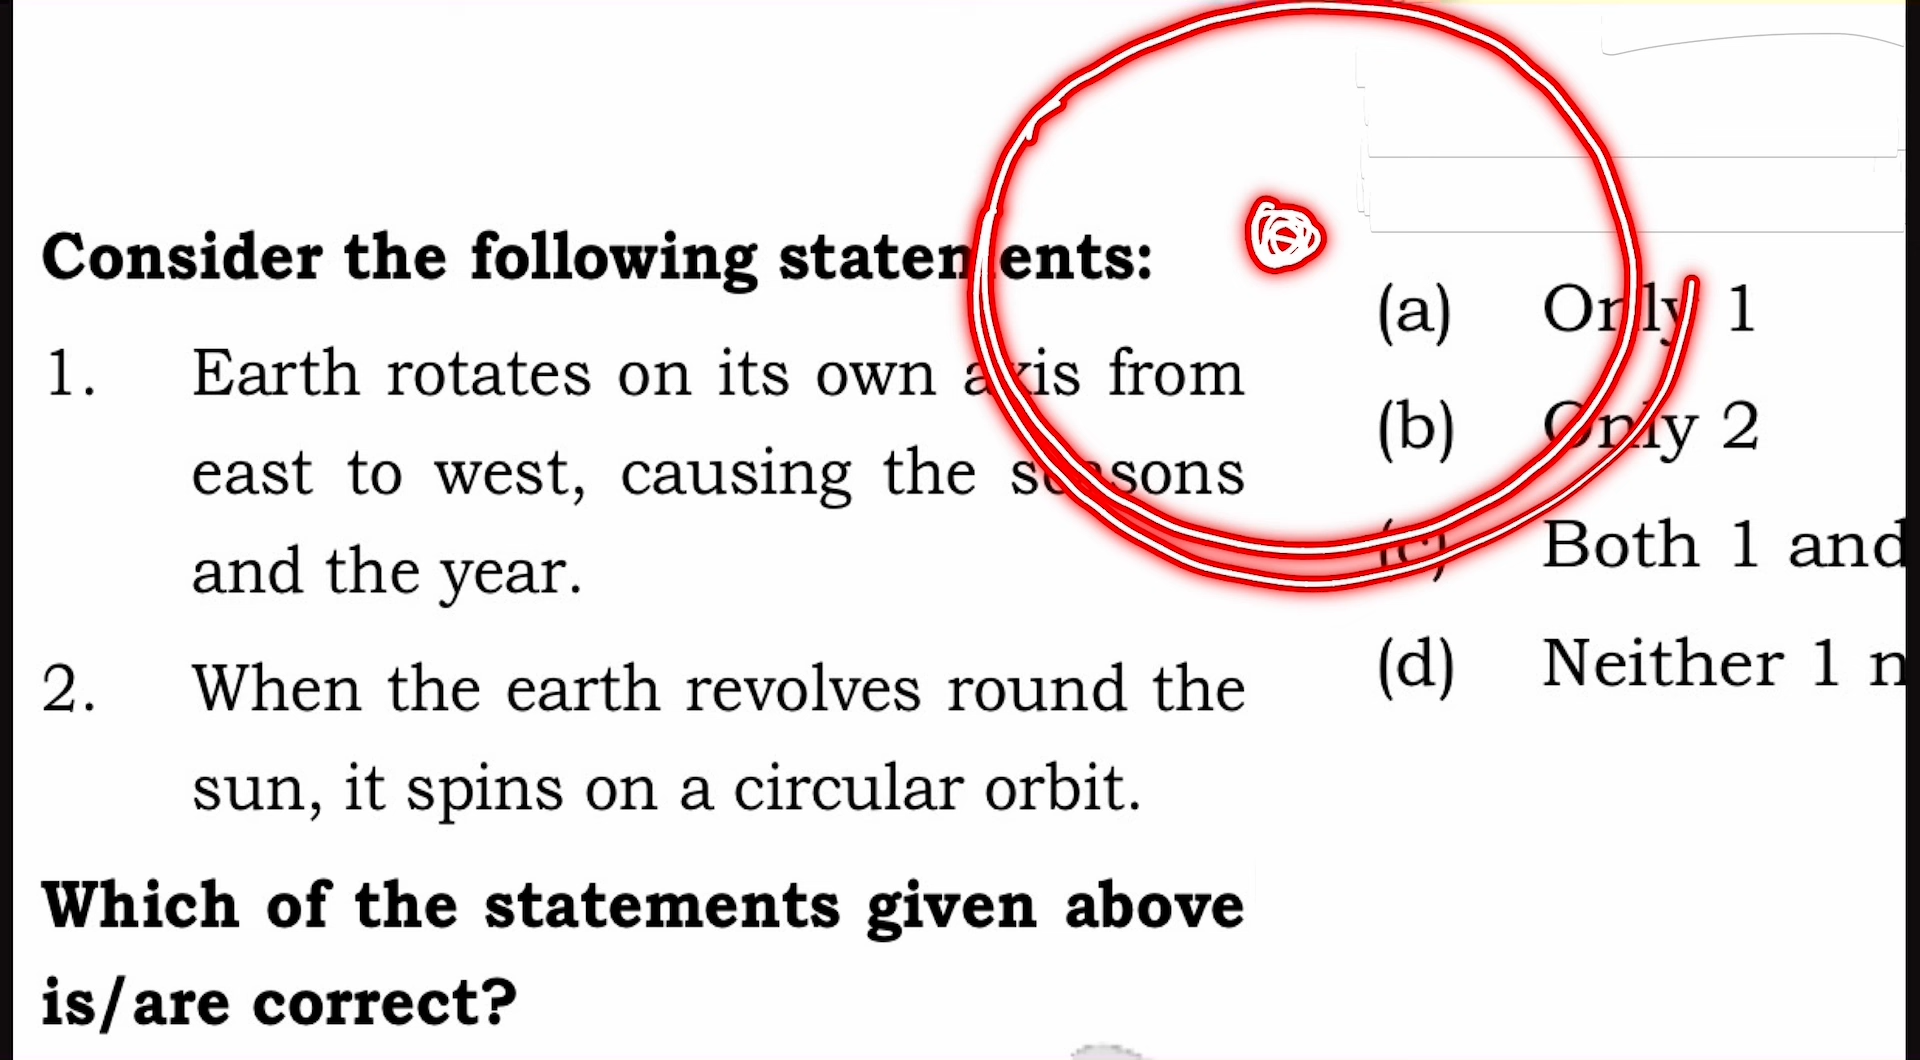 Consider the following statements:
1. Earth rotates on its own axis from
east to west, causing the seasons
and the year.
2. When the earth revolves round the
sun, it spins on a circular orbit.
Which of the statements given above
is/are correct?
(a) Only 1
(b) Only 2
(c) Both 1 and
(d) Neither 1 n